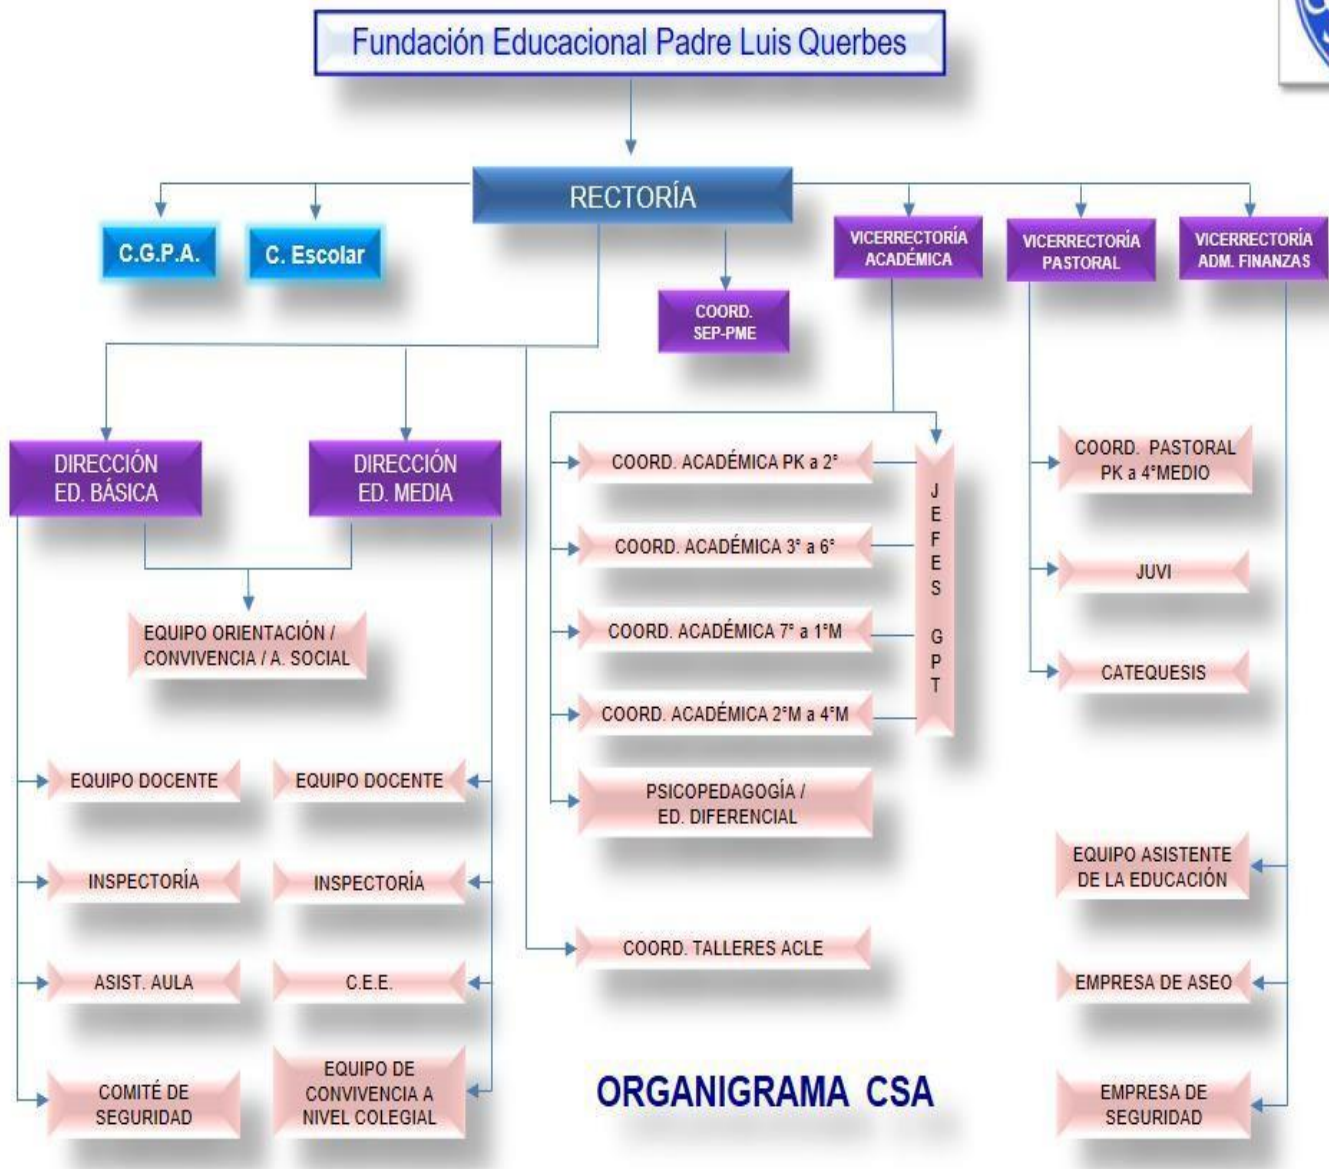 Fundación Educacional Padre Luis Querbes
RECTORÍA
C.G.P.A.
C. Escolar
COORD.
SEP-PME
VICERRECTORÍA
ACADÉMICA
VICERRECTORÍA
PASTORAL
VICERRECTORÍA
ADM. FINANZAS
DIRECCIÓN
ED. BÁSICA
DIRECCIÓN
ED. MEDIA
EQUIPO ORIENTACIÓN /
CONVIVENCIA / A. SOCIAL
EQUIPO DOCENTE
INSPECTORÍA
ASIST. AULA
COMITÉ DE
SEGURIDAD
EQUIPO DOCENTE
INSPECTORÍA
C.E.E.
EQUIPO DE
CONVIVENCIA A
NIVEL COLEGIAL
COORD. ACADÉMICA PK a 2°
COORD. ACADÉMICA 3° a 6°
COORD. ACADÉMICA 7° a 1°M
COORD. ACADÉMICA 2°M a 4°M
PSICOPEDAGOGÍA /
ED. DIFERENCIAL
JEFES GPT
COORD. TALLERES ACLE
COORD. PASTORAL
PK a 4°MEDIO
JUVI
CATEQUESIS
EQUIPO ASISTENTE
DE LA EDUCACIÓN
EMPRESA DE ASEO
EMPRESA DE
SEGURIDAD
ORGANIGRAMA CSA